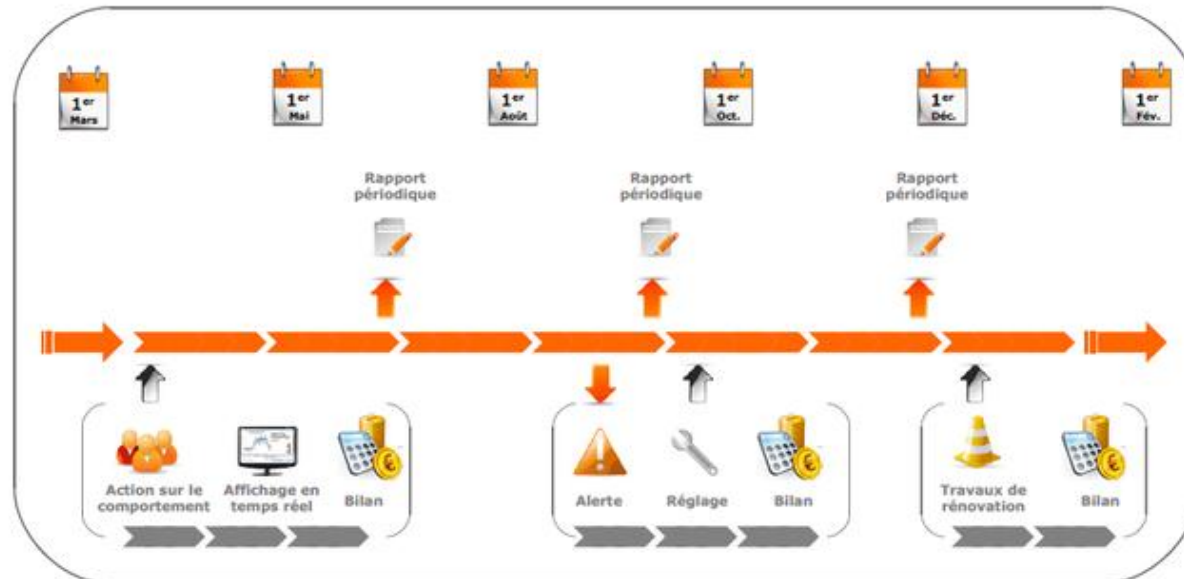 1er
Mars
1er
Mai
1er
Août
1er
Oct.
1er
Déc.
1er
Fév.
Rapport
périodique
Rapport
périodique
Rapport
périodique
Action sur le
comportement
Affichage en
temps réel
Bilan
Alerte
Réglage
Bilan
Travaux de
rénovation
Bilan